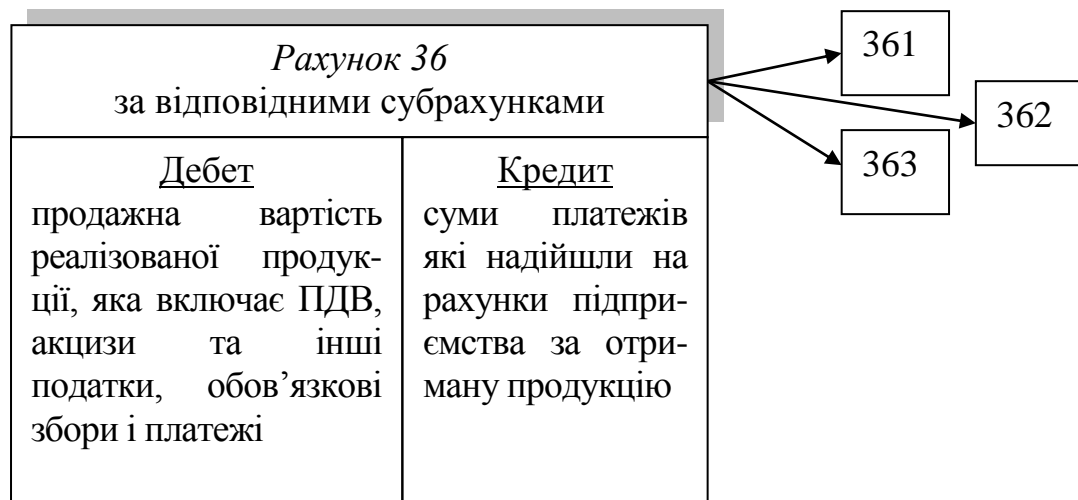 Рахунок 36
за відповідними субрахунками
361
362
363
Дебет
продажна вартість
реалізованої продук-
ції, яка включає ПДВ,
акцизи та інші
податки, обов’язкові
збори і платежі
Кредит
суми платежів
які надійшли на
рахунки підпри-
ємства за отри-
ману продукцію